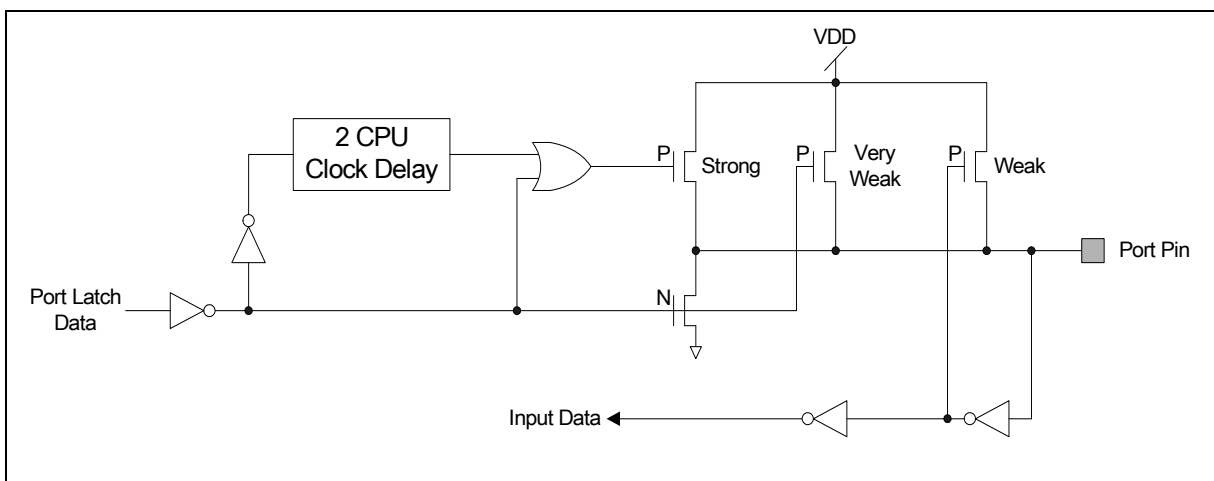 VDD
2 CPU
Clock Delay
P
Strong
P
Very
Weak
P
Weak
Port Pin
Port Latch
Data
N
Input Data